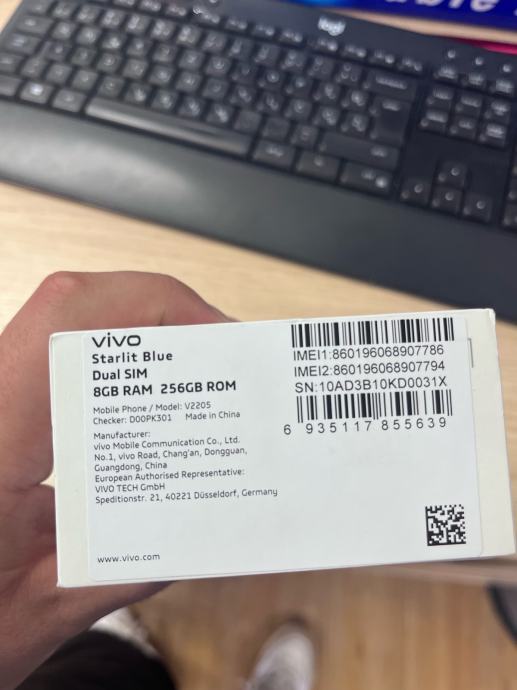 logi
vivo
Starlit Blue
Dual SIM
8GB RAM 256GB ROM
Mobile Phone / Model: V2205
Checker: D00PK301 Made in China
Manufacturer:
vivo Mobile Communication Co., Ltd.
No.1, vivo Road, Chang'an, Dongguan,
Guangdong, China
European Authorised Representative:
VIVO TECH GmbH
Speditionstr. 21, 40221 Düsseldorf, Germany
www.vivo.com
IMEI1:860196068907786
IMEI2:860196068907794
SN:10AD3B10KD0031X
6 935117 855639